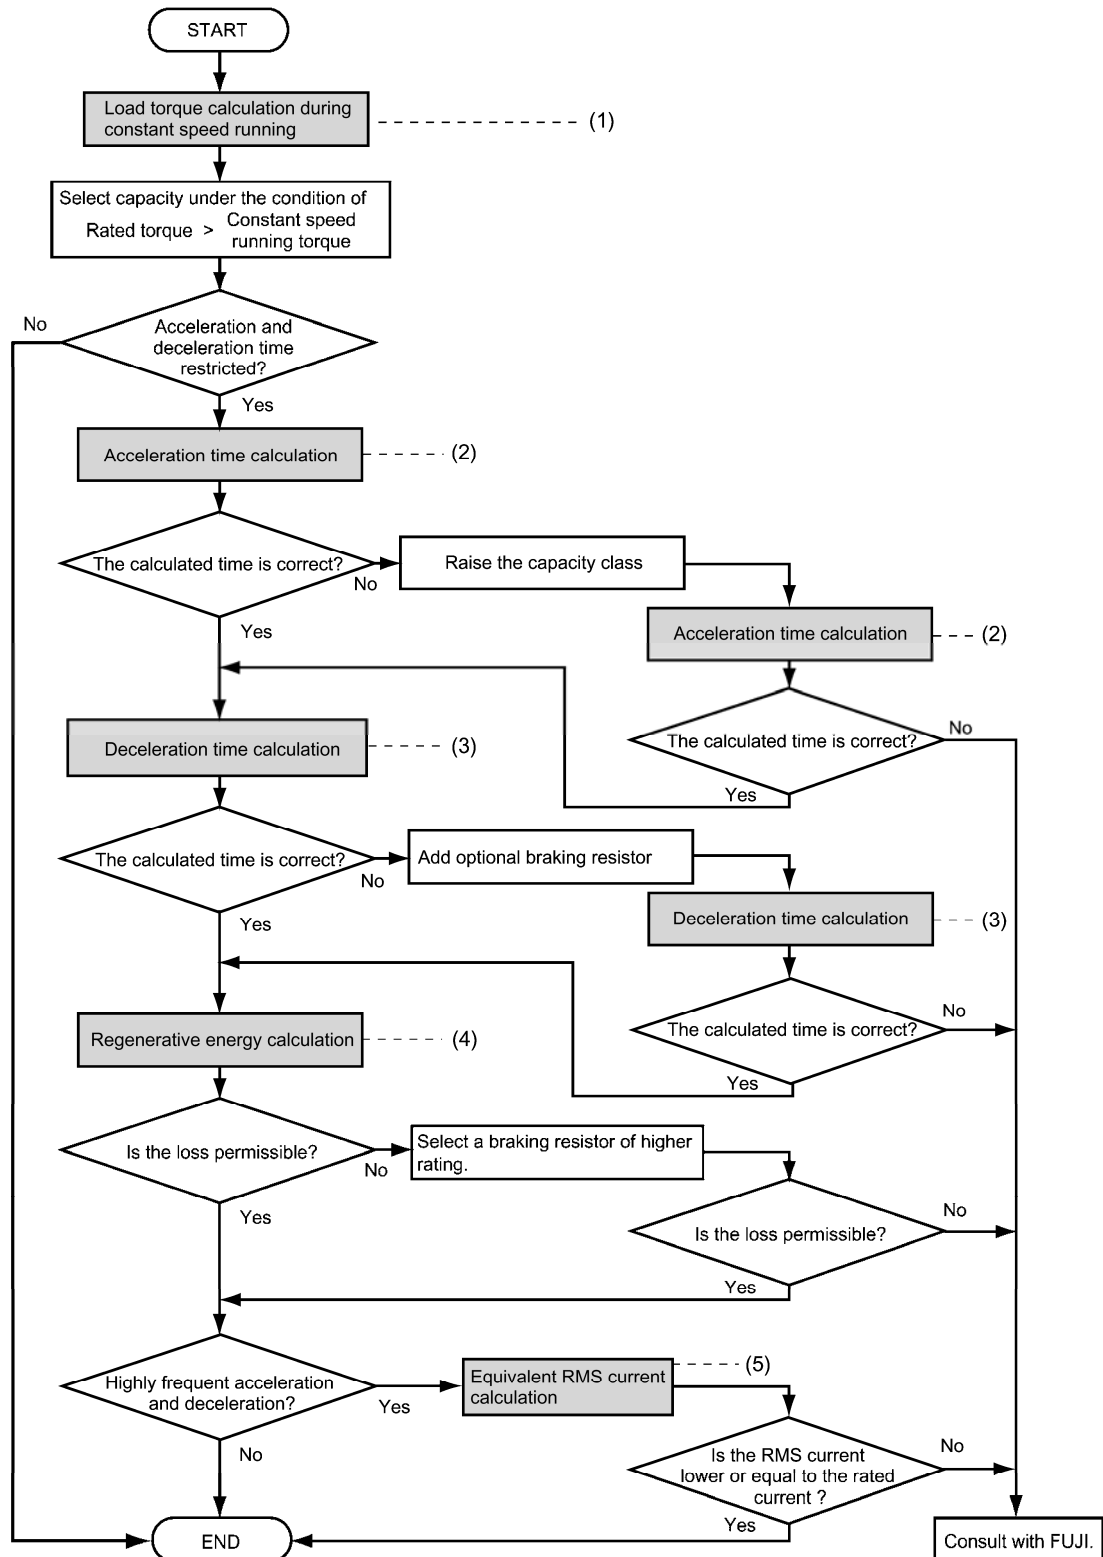 START
Load torque calculation during
constant speed running
(1)
Select capacity under the condition of
Rated torque > Constant speed
running torque
No
Acceleration and
deceleration time
restricted?
Yes
Acceleration time calculation
(2)
The calculated time is correct?
No
Raise the capacity class
Yes
Acceleration time calculation
(2)
Deceleration time calculation
(3)
The calculated time is correct?
No
Yes
The calculated time is correct?
No
Add optional braking resistor
Yes
Deceleration time calculation
(3)
Regenerative energy calculation
(4)
The calculated time is correct?
No
Yes
Is the loss permissible?
No
Select a braking resistor of higher
rating.
Yes
Is the loss permissible?
No
Yes
Highly frequent acceleration
and deceleration?
Yes
Equivalent RMS current
calculation
(5)
No
Is the RMS current
lower or equal to the rated
current ?
No
Yes
END
Consult with FUJI.